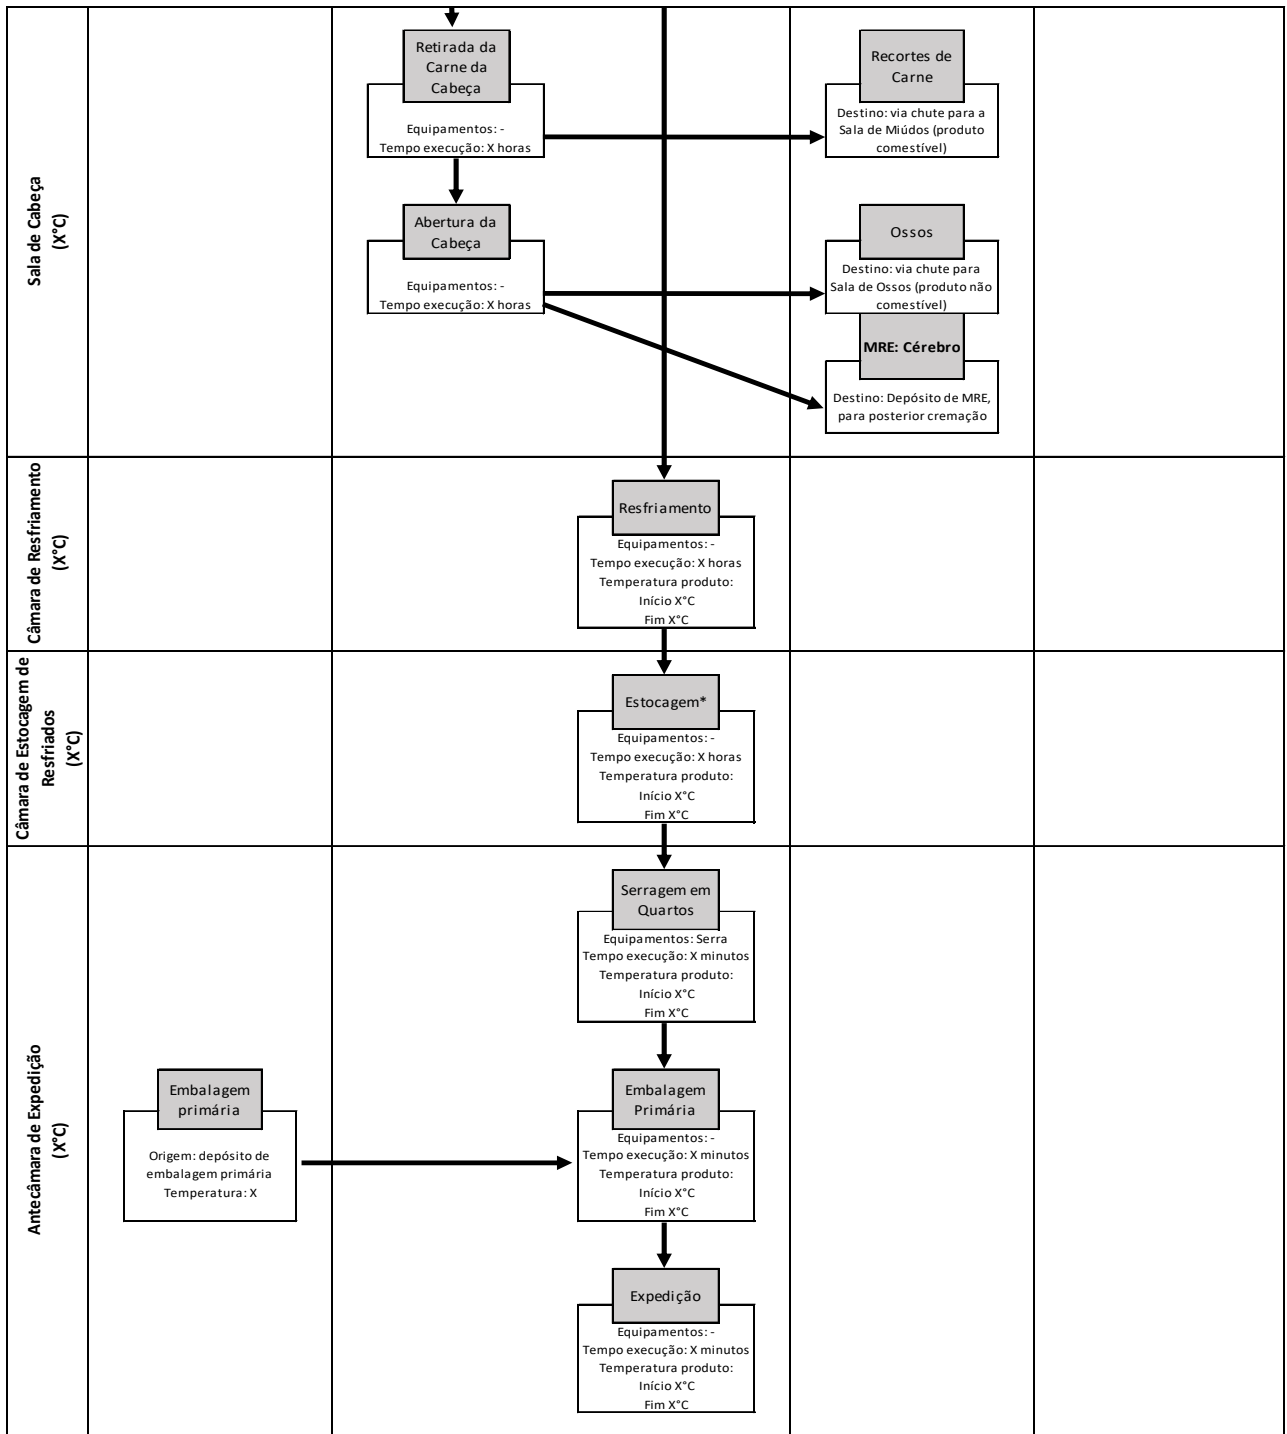 Sala de Cabeça
(X°C)
Retirada da
Carne da
Cabeça
Equipamentos: -
Tempo execução: X horas
Recortes de
Carne
Destino: via chute para a
Sala de Miúdos (produto
comestível)
Abertura da
Cabeça
Equipamentos: -
Tempo execução: X horas
Ossos
Destino: via chute para
Sala de Ossos (produto não
comestível)
MRE: Cérebro
Destino: Depósito de MRE,
para posterior cremação
Câmara de Resfriamento
(X°C)
Resfriamento
Equipamentos: -
Tempo execução: X horas
Temperatura produto:
Início X°C
Fim X°C
Câmara de Estocagem de
Resfriados
(X°C)
Estocagem*
Equipamentos: -
Tempo execução: X horas
Temperatura produto:
Início X°C
Fim X°C
Antecâmara de Expedição
(X°C)
Serragem em
Quartos
Equipamentos: Serra
Tempo execução: X minutos
Temperatura produto:
Início X°C
Fim X°C
Embalagem
primária
Origem: depósito de
embalagem primária
Temperatura: X
Embalagem
Primária
Equipamentos: -
Tempo execução: X minutos
Temperatura produto:
Início X°C
Fim X°C
Expedição
Equipamentos: -
Tempo execução: X minutos
Temperatura produto:
Início X°C
Fim X°C